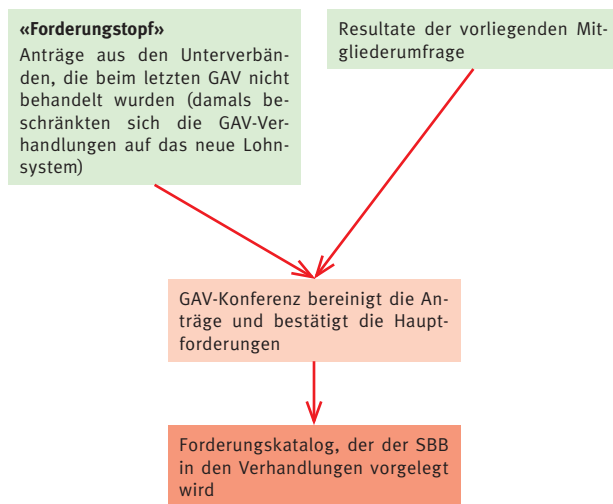 «Forderungstopf»
Anträge aus den Unterverbän-
den, die beim letzten GAV nicht
behandelt wurden (damals be-
schränkten sich die GAV-Ver-
handlungen auf das neue Lohn-
system)
Resultate der vorliegenden Mit-
gliederumfrage
GAV-Konferenz bereinigt die An-
träge und bestätigt die Haupt-
forderungen
Forderungskatalog, der der SBB
in den Verhandlungen vorgelegt
wird